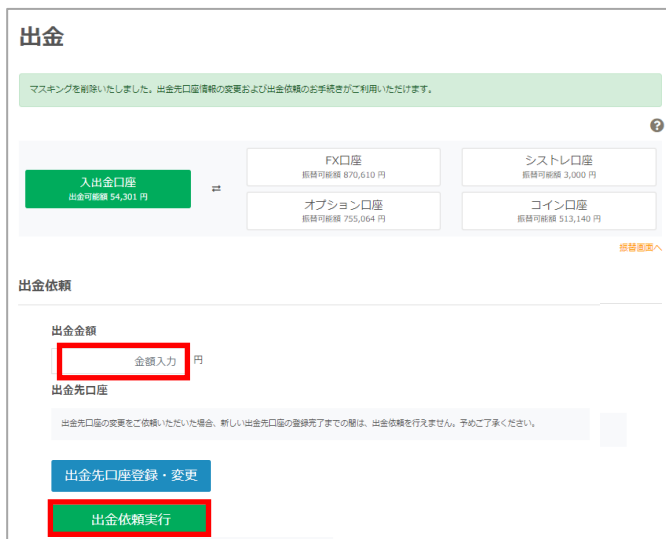 出金
マスキングを削除いたしました。出金先口座情報の変更および出金依頼のお手続きがご利用いただけます。
?
入出金口座
出金可能額 54,301 円
⇄
FX口座
振替可能額 870,610 円
シストレ口座
振替可能額 3,000 円
オプション口座
振替可能額 755,064 円
コイン口座
振替可能額 513,140 円
振替画面へ
出金依頼
出金金額
金額入力 円
出金先口座
出金先口座の変更をご依頼いただいた場合、新しい出金先口座の登録完了までの間は、出金依頼を行えません。予めご了承ください。
出金先口座登録・変更
出金依頼実行